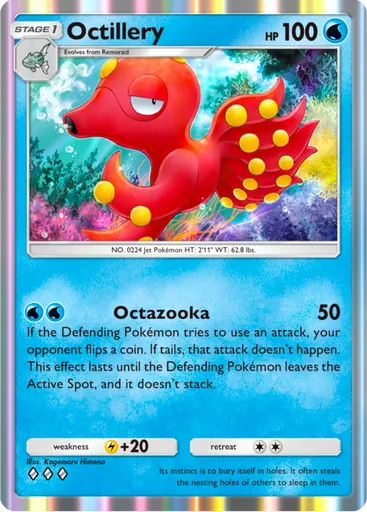 STAGE 1
Octillery
HP 100
Evolves from Remoraid
NO. 0224 Jet Pokémon HT: 2'11" WT: 62.8 lbs.
Octazooka 50
If the Defending Pokémon tries to use an attack, your
opponent flips a coin. If tails, that attack doesn't happen.
This effect lasts until the Defending Pokémon leaves the
Active Spot, and it doesn't stack.
weakness +20 retreat
Illus. Kagemaru Himeno
Its instinct is to bury itself in holes. It often steals
the nesting holes of others to sleep in them.